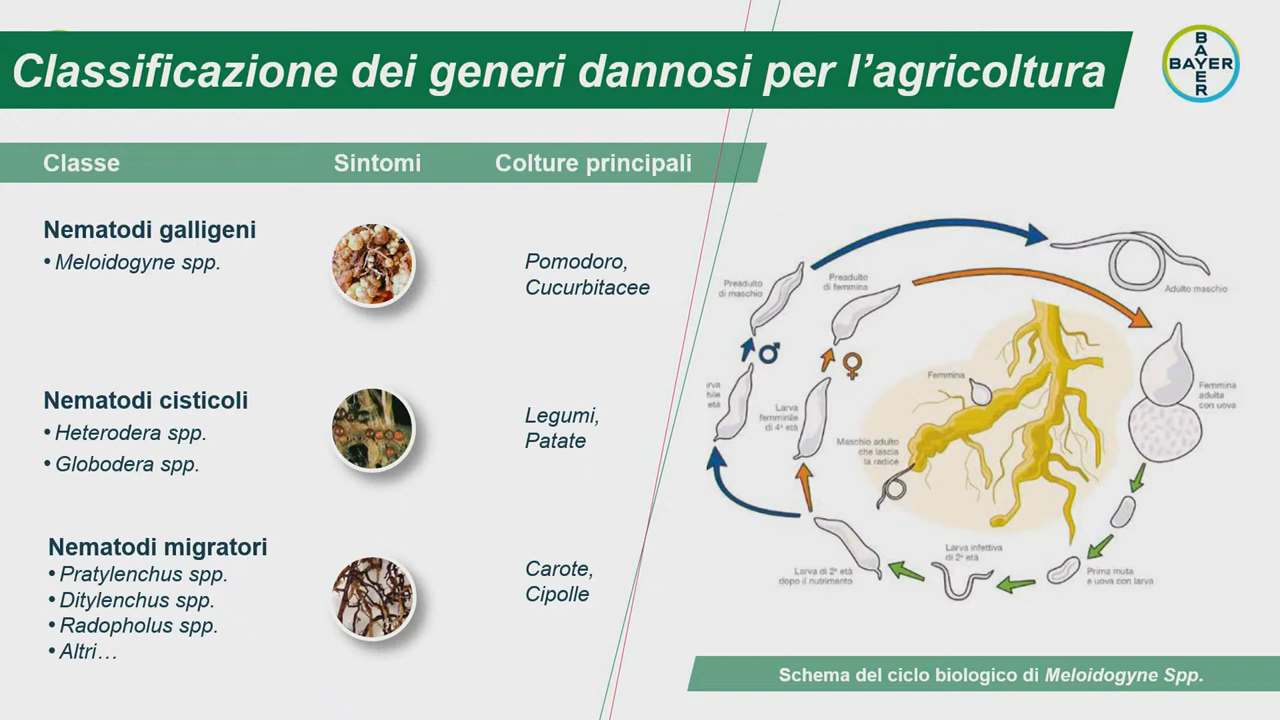 Classificazione dei generi dannosi per l'agricoltura
BAYER
BAYER
Classe
Sintomi
Colture principali
Nematodi galligeni
• Meloidogyne spp.
Pomodoro,
Cucurbitacee
Nematodi cisticoli
• Heterodera spp.
• Globodera spp.
Legumi,
Patate
Nematodi migratori
• Pratylenchus spp.
• Ditylenchus spp.
• Radopholus spp.
• Altri…
Carote,
Cipolle
Preadulto
di maschio
Preadulto
di femmina
Adulto maschio
Larva
femminile
di 4ª età
Femmina
Maschio adulto
che lascia
la radice
Femmina
adulta
con uova
Larva di 2ª età
dopo il nutrimento
Larva infettiva
di 2ª età
Prima muta
e uova con larva
Schema del ciclo biologico di Meloidogyne Spp.